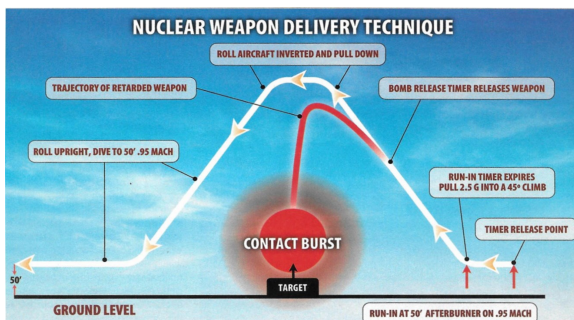 NUCLEAR WEAPON DELIVERY TECHNIQUE
ROLL AIRCRAFT INVERTED AND PULL DOWN
TRAJECTORY OF RETARDED WEAPON
BOMB RELEASE TIMER RELEASES WEAPON
ROLL UPRIGHT, DIVE TO 50' .95 MACH
RUN-IN TIMER EXPIRES
PULL 2.5 G INTO A 45º CLIMB
TIMER RELEASE POINT
CONTACT BURST
50'
TARGET
GROUND LEVEL
RUN-IN AT 50' AFTERBURNER ON .95 MACH